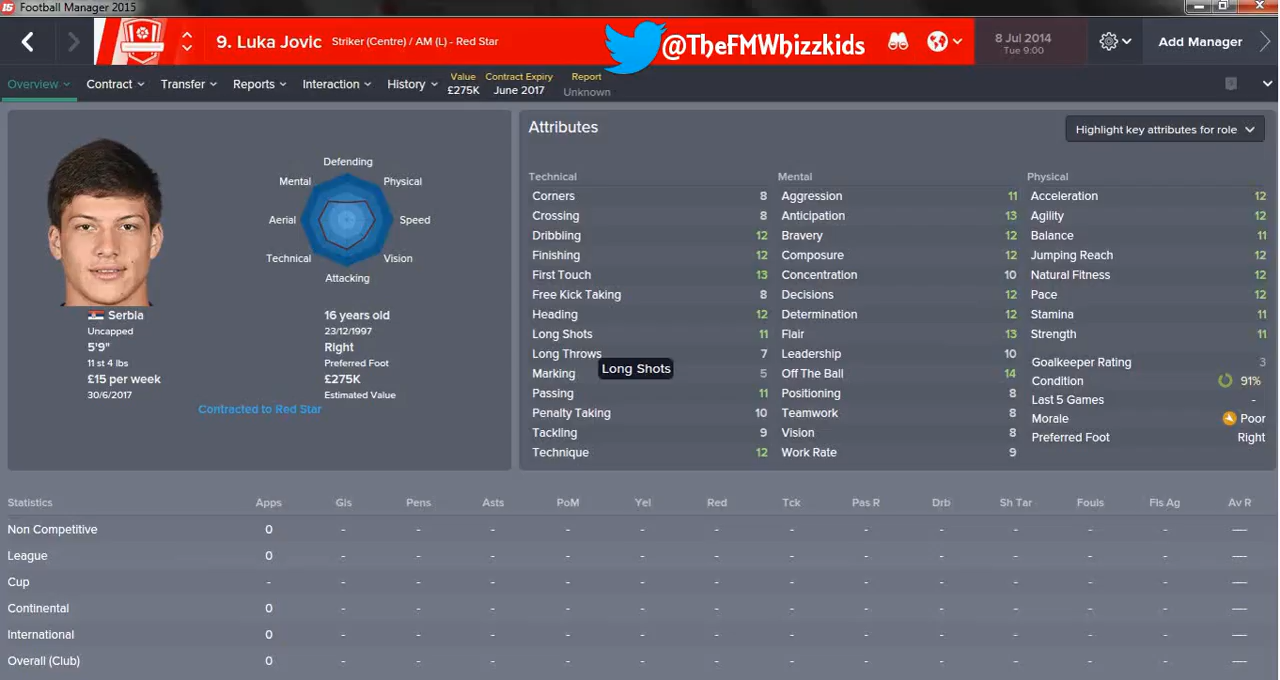 Football Manager 2015
9. Luka Jovic Striker (Centre) / AM (L) - Red Star
@TheFMWhizzkids
8 Jul 2014
Tue 9:00
Add Manager
Overview Contract Transfer Reports Interaction History
Value £275K
Contract Expiry June 2017
Report Unknown
Defending
Mental Physical
Aerial Speed
Technical Vision
Attacking
Serbia
Uncapped
5'9"
11 st 4 lbs
£15 per week
30/6/2017
16 years old
23/12/1997
Right
Preferred Foot
£275K
Estimated Value
Contracted to Red Star
Attributes
Highlight key attributes for role
Technical
Corners 8
Crossing 8
Dribbling 12
Finishing 12
First Touch 13
Free Kick Taking 8
Heading 12
Long Shots 11
Long Throws 7
Long Shots
Marking 5
Passing 11
Penalty Taking 10
Tackling 9
Technique 12
Mental
Aggression 11
Anticipation 13
Bravery 12
Composure 12
Concentration 10
Decisions 12
Determination 12
Flair 13
Leadership 10
Off The Ball 14
Positioning 8
Teamwork 8
Vision 8
Work Rate 9
Physical
Acceleration 12
Agility 12
Balance 11
Jumping Reach 12
Natural Fitness 12
Pace 12
Stamina 11
Strength 11
Goalkeeper Rating 3
Condition 91%
Last 5 Games -
Morale Poor
Preferred Foot Right
Statistics Apps Gls Pens Asts PoM Yel Red Tck Pas R Drb Sh Tar Fouls Fls Ag Av R
Non Competitive 0 - - - - - - - - - - - - —
League 0 - - - - - - - - - - - - —
Cup - - - - - - - - - - - - - —
Continental 0 - - - - - - - - - - - - —
International 0 - - - - - - - - - - - - —
Overall (Club) 0 - - - - - - - - - - - - —